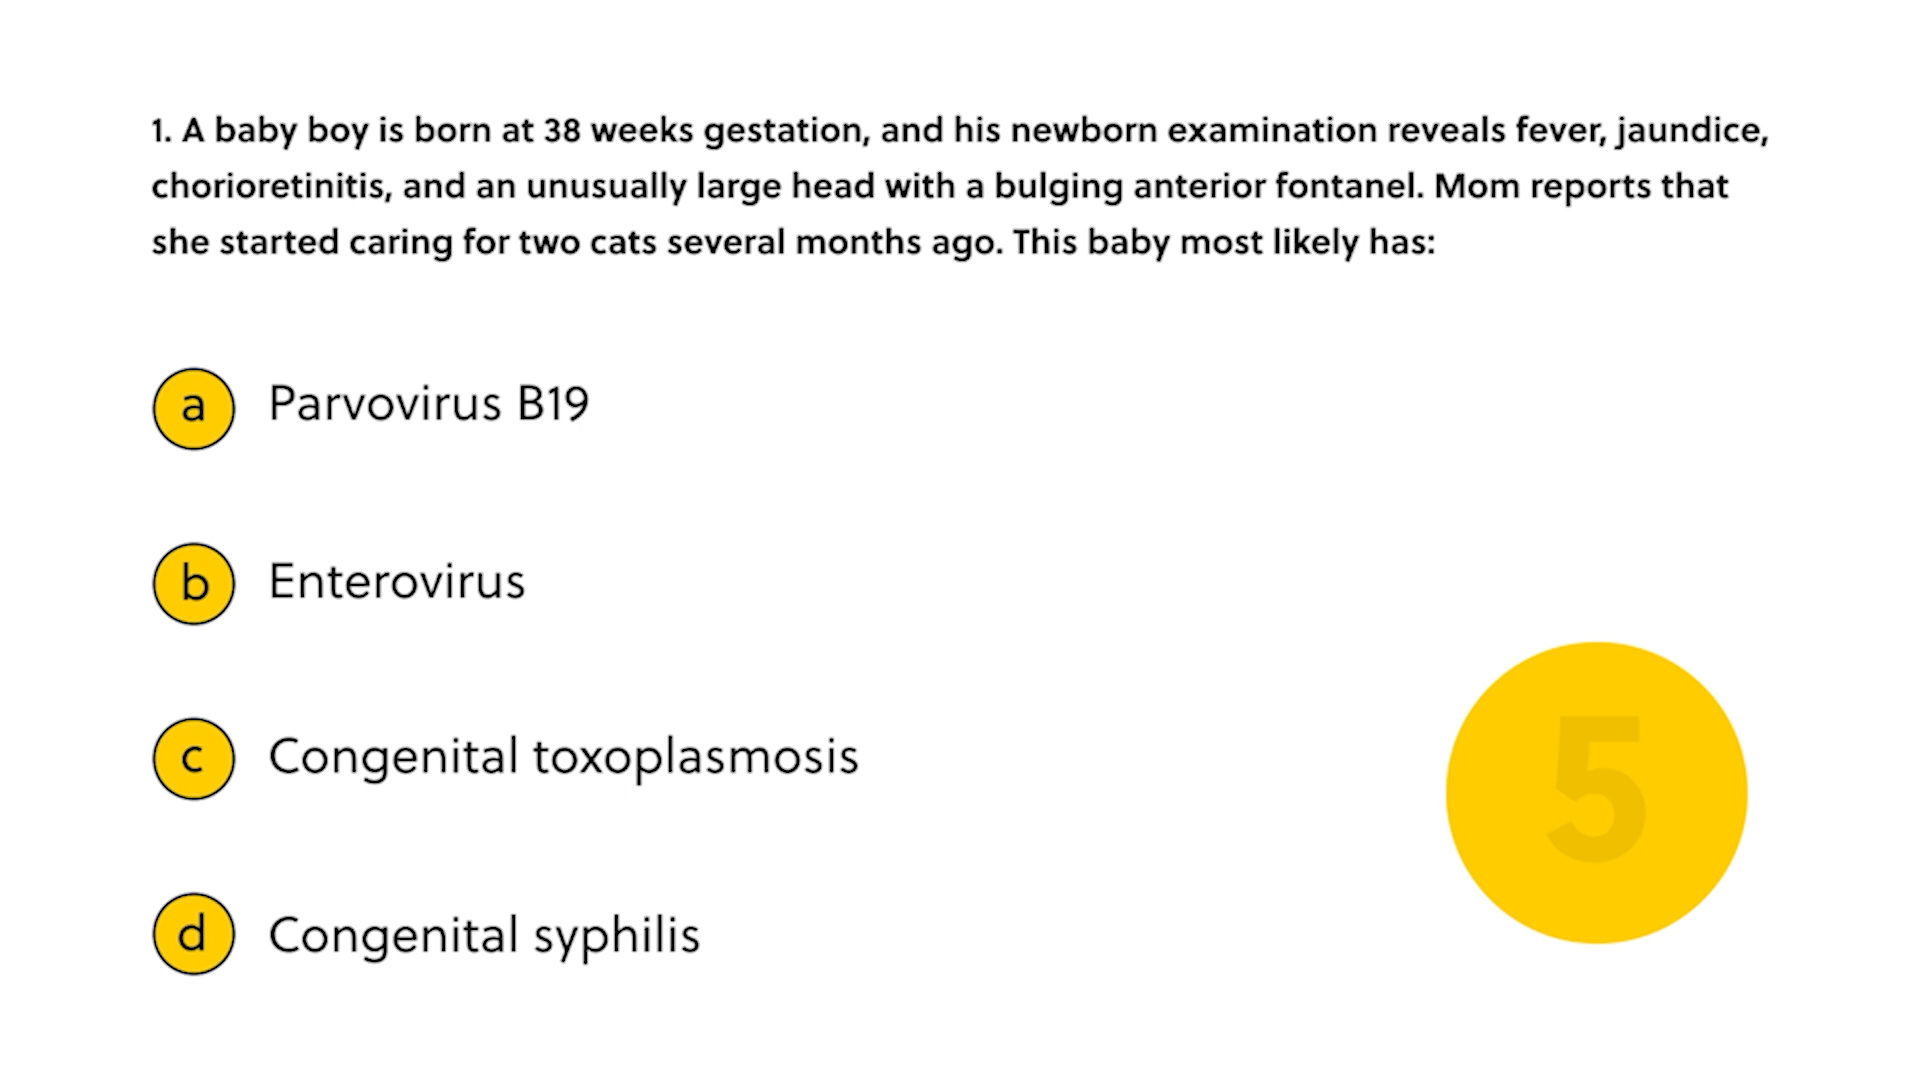 1. A baby boy is born at 38 weeks gestation, and his newborn examination reveals fever, jaundice,
chorioretinitis, and an unusually large head with a bulging anterior fontanel. Mom reports that
she started caring for two cats several months ago. This baby most likely has:
a Parvovirus B19
b Enterovirus
c Congenital toxoplasmosis
d Congenital syphilis
5